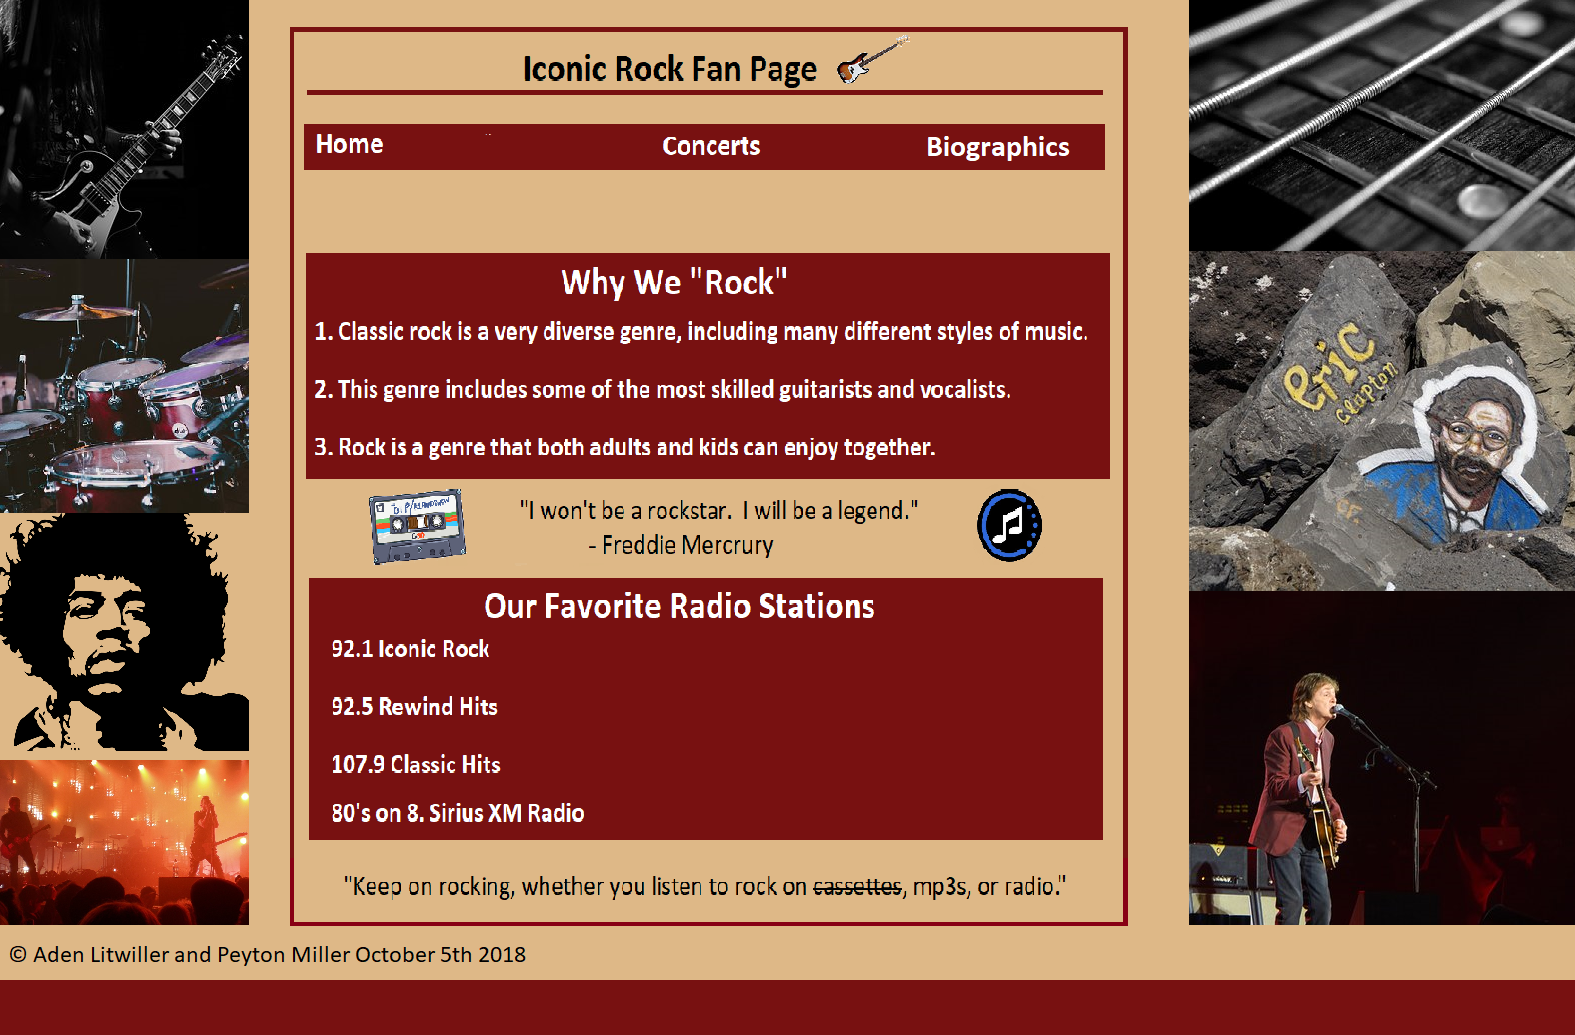 Iconic Rock Fan Page
Home Concerts Biographics
Why We "Rock"
1. Classic rock is a very diverse genre, including many different styles of music.
2. This genre includes some of the most skilled guitarists and vocalists.
3. Rock is a genre that both adults and kids can enjoy together.
eric
clapton
"I won't be a rockstar. I will be a legend."
- Freddie Mercrury
Our Favorite Radio Stations
92.1 Iconic Rock
92.5 Rewind Hits
107.9 Classic Hits
80's on 8. Sirius XM Radio
"Keep on rocking, whether you listen to rock on cassettes, mp3s, or radio."
© Aden Litwiller and Peyton Miller October 5th 2018